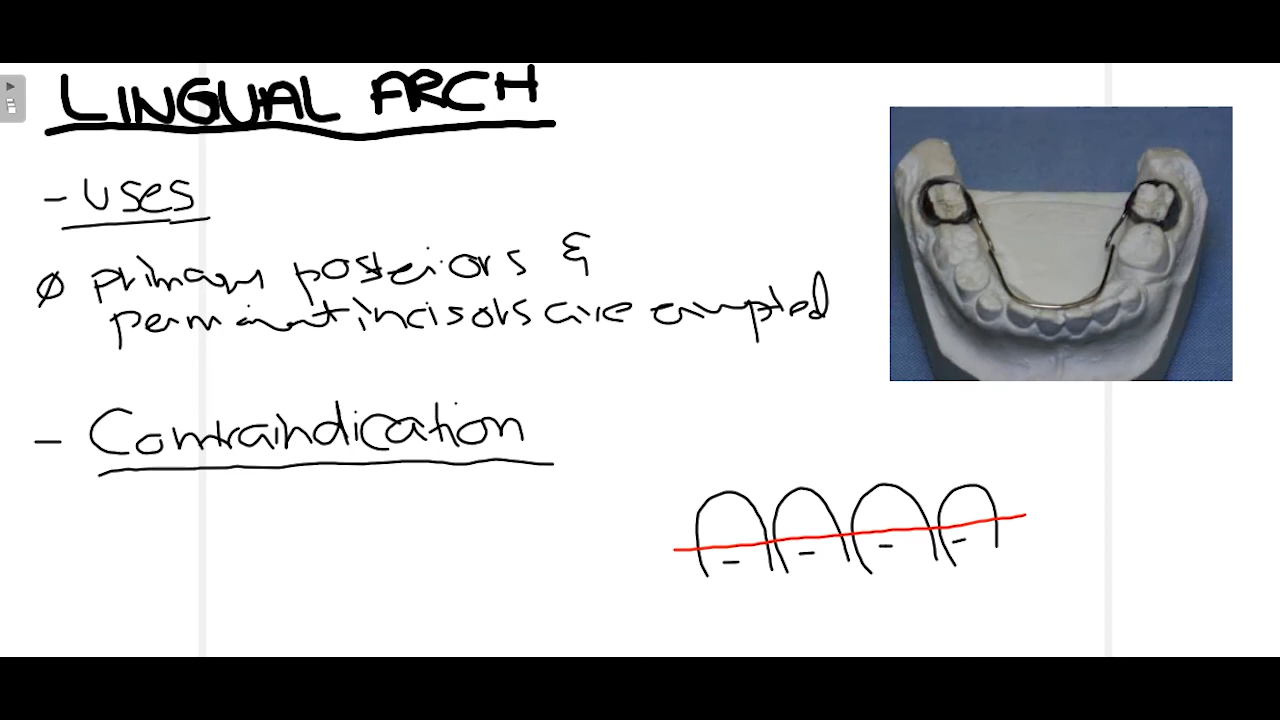 LINGUAL ARCH
- uses
primary posteriors &
permanent incisors are erupted
- Contraindication